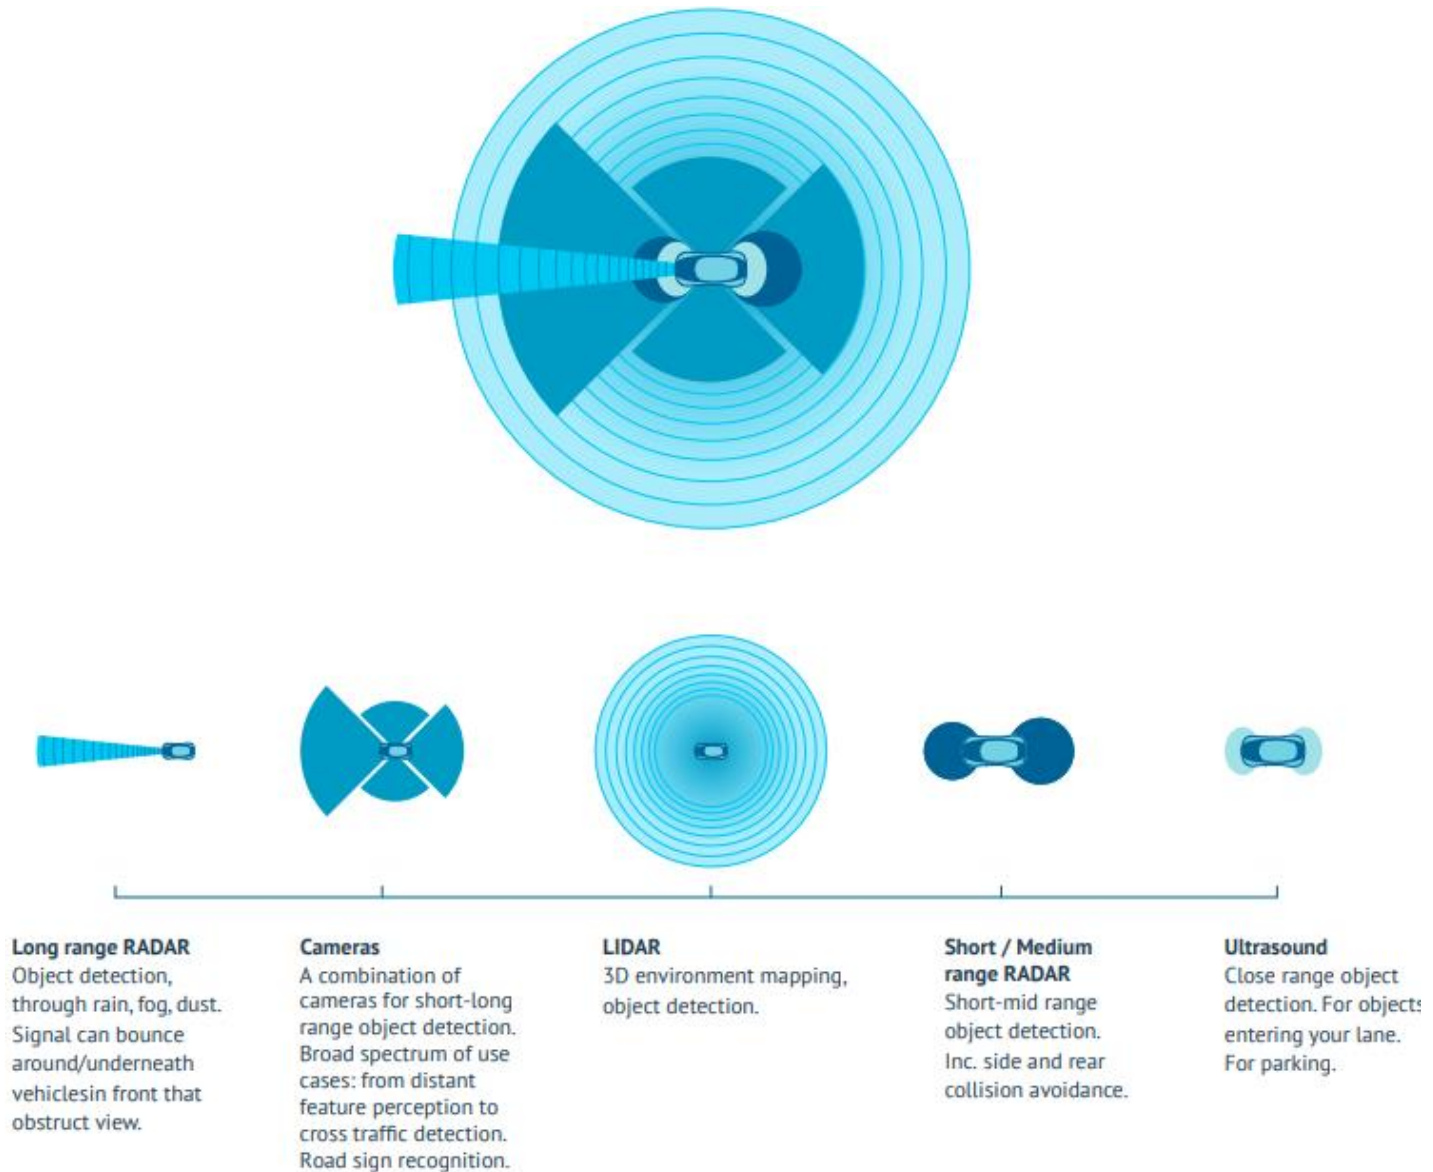 Long range RADAR
Object detection,
through rain, fog, dust.
Signal can bounce
around/underneath
vehiclesin front that
obstruct view.
Cameras
A combination of
cameras for short-long
range object detection.
Broad spectrum of use
cases: from distant
feature perception to
cross traffic detection.
Road sign recognition.
LIDAR
3D environment mapping,
object detection.
Short / Medium
range RADAR
Short-mid range
object detection.
Inc. side and rear
collision avoidance.
Ultrasound
Close range object
detection. For objects
entering your lane.
For parking.